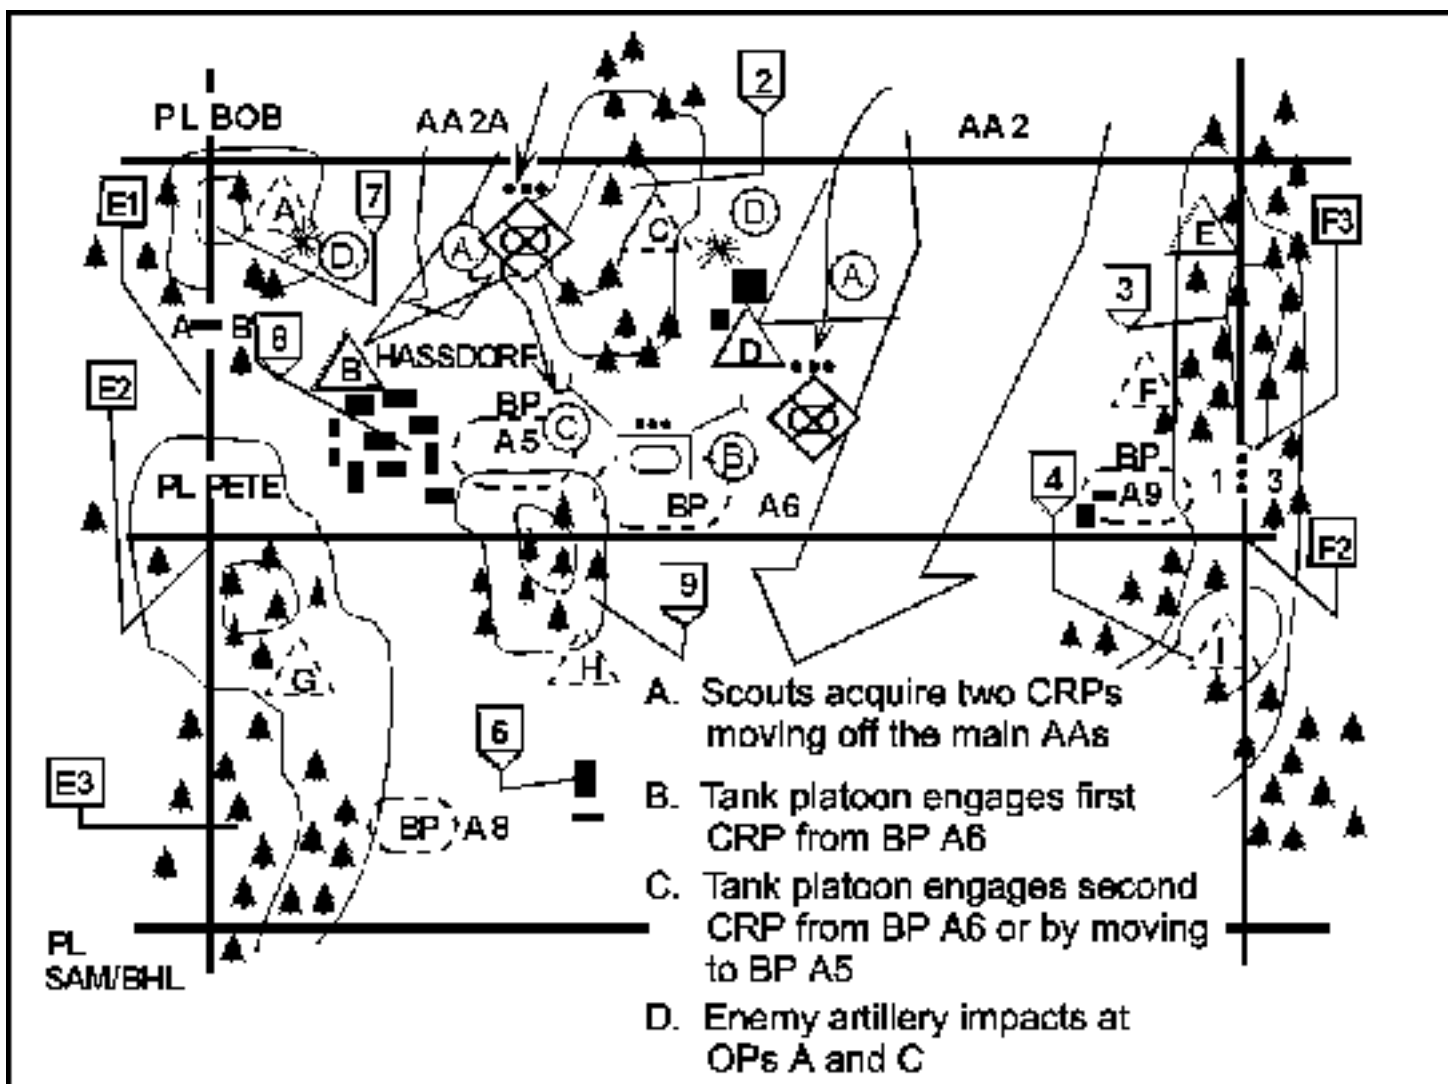 2
PL BOB
AA 2A
AA 2
E1
7
A
D
A
C
D
E
F3
A
3
A B
8
B
HASSDORF
D
E2
F
BP
A5
C
B
BP
A9
1 3
4
PL PETE
BP A6
F2
9
G
H
I
6
E3
BP A8
PL
SAM/BHL
A. Scouts acquire two CRPs
moving off the main AAs
B. Tank platoon engages first
CRP from BP A6
C. Tank platoon engages second
CRP from BP A6 or by moving
to BP A5
D. Enemy artillery impacts at
OPs A and C